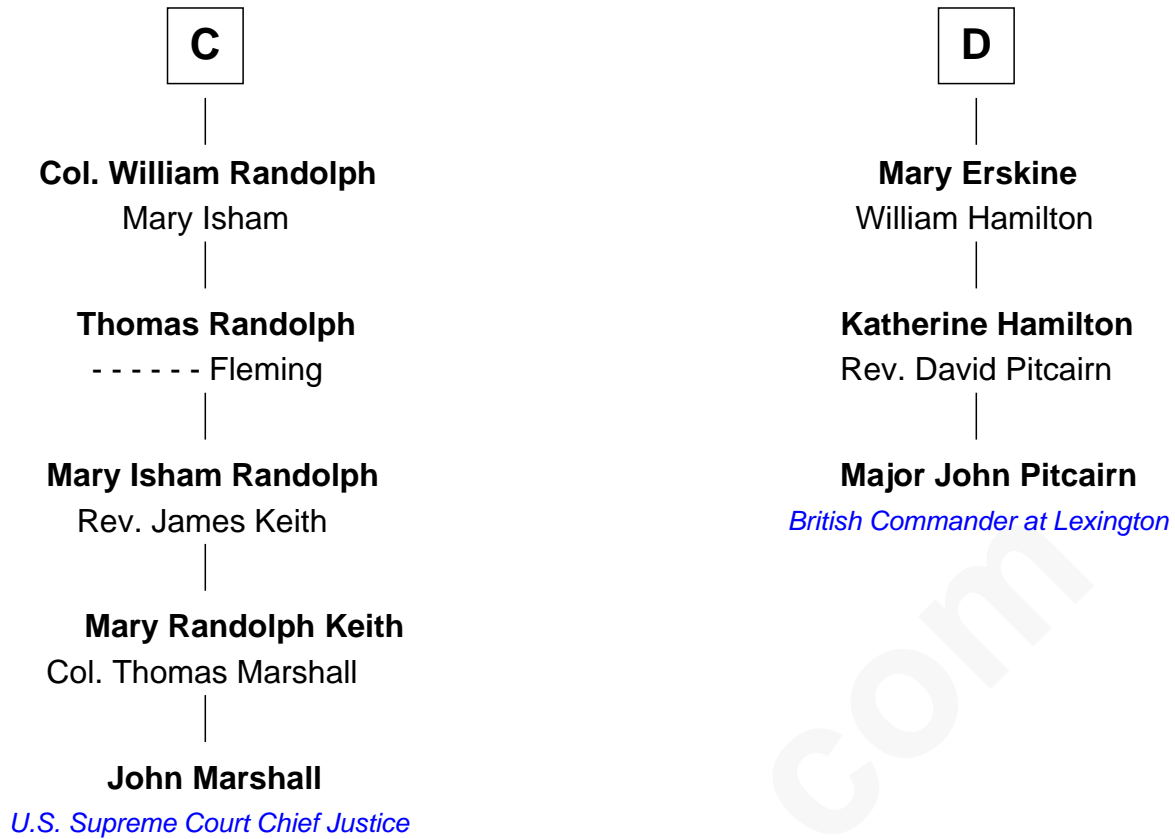 C
Col. William Randolph
Mary Isham
Thomas Randolph
- - - - - - Fleming
Mary Isham Randolph
Rev. James Keith
Mary Randolph Keith
Col. Thomas Marshall
John Marshall
U.S. Supreme Court Chief Justice
D
Mary Erskine
William Hamilton
Katherine Hamilton
Rev. David Pitcairn
Major John Pitcairn
British Commander at Lexington
com